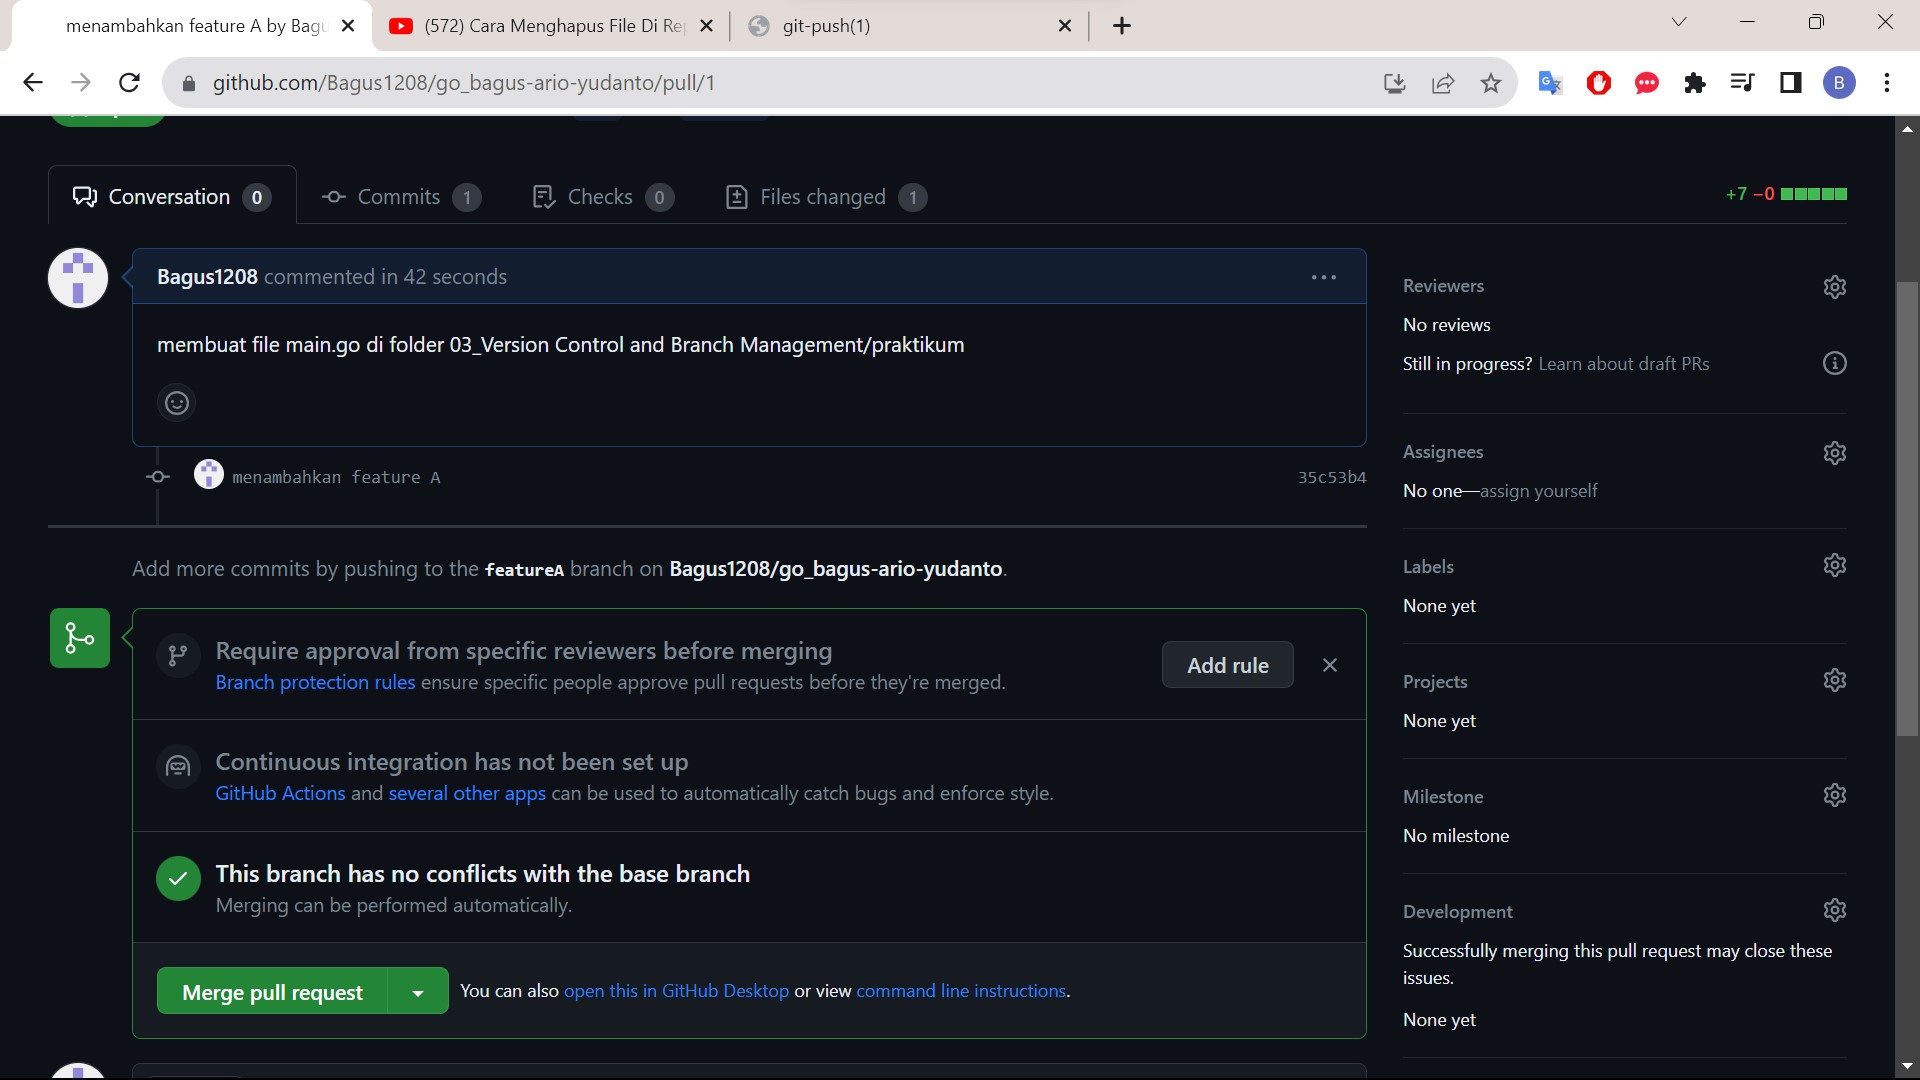 menambahkan feature A by Bagu
(572) Cara Menghapus File Di Re
git-push(1)
github.com/Bagus1208/go_bagus-ario-yudanto/pull/1
B
Conversation 0
Commits 1
Checks 0
Files changed 1
+7 −0
Bagus1208 commented in 42 seconds
membuat file main.go di folder 03_Version Control and Branch Management/praktikum
menambahkan feature A
35c53b4
Add more commits by pushing to the featureA branch on Bagus1208/go_bagus-ario-yudanto.
Require approval from specific reviewers before merging
Branch protection rules ensure specific people approve pull requests before they're merged.
Add rule
Continuous integration has not been set up
GitHub Actions and several other apps can be used to automatically catch bugs and enforce style.
This branch has no conflicts with the base branch
Merging can be performed automatically.
Merge pull request
You can also open this in GitHub Desktop or view command line instructions.
Reviewers
No reviews
Still in progress? Learn about draft PRs
Assignees
No one—assign yourself
Labels
None yet
Projects
None yet
Milestone
No milestone
Development
Successfully merging this pull request may close these
issues.
None yet